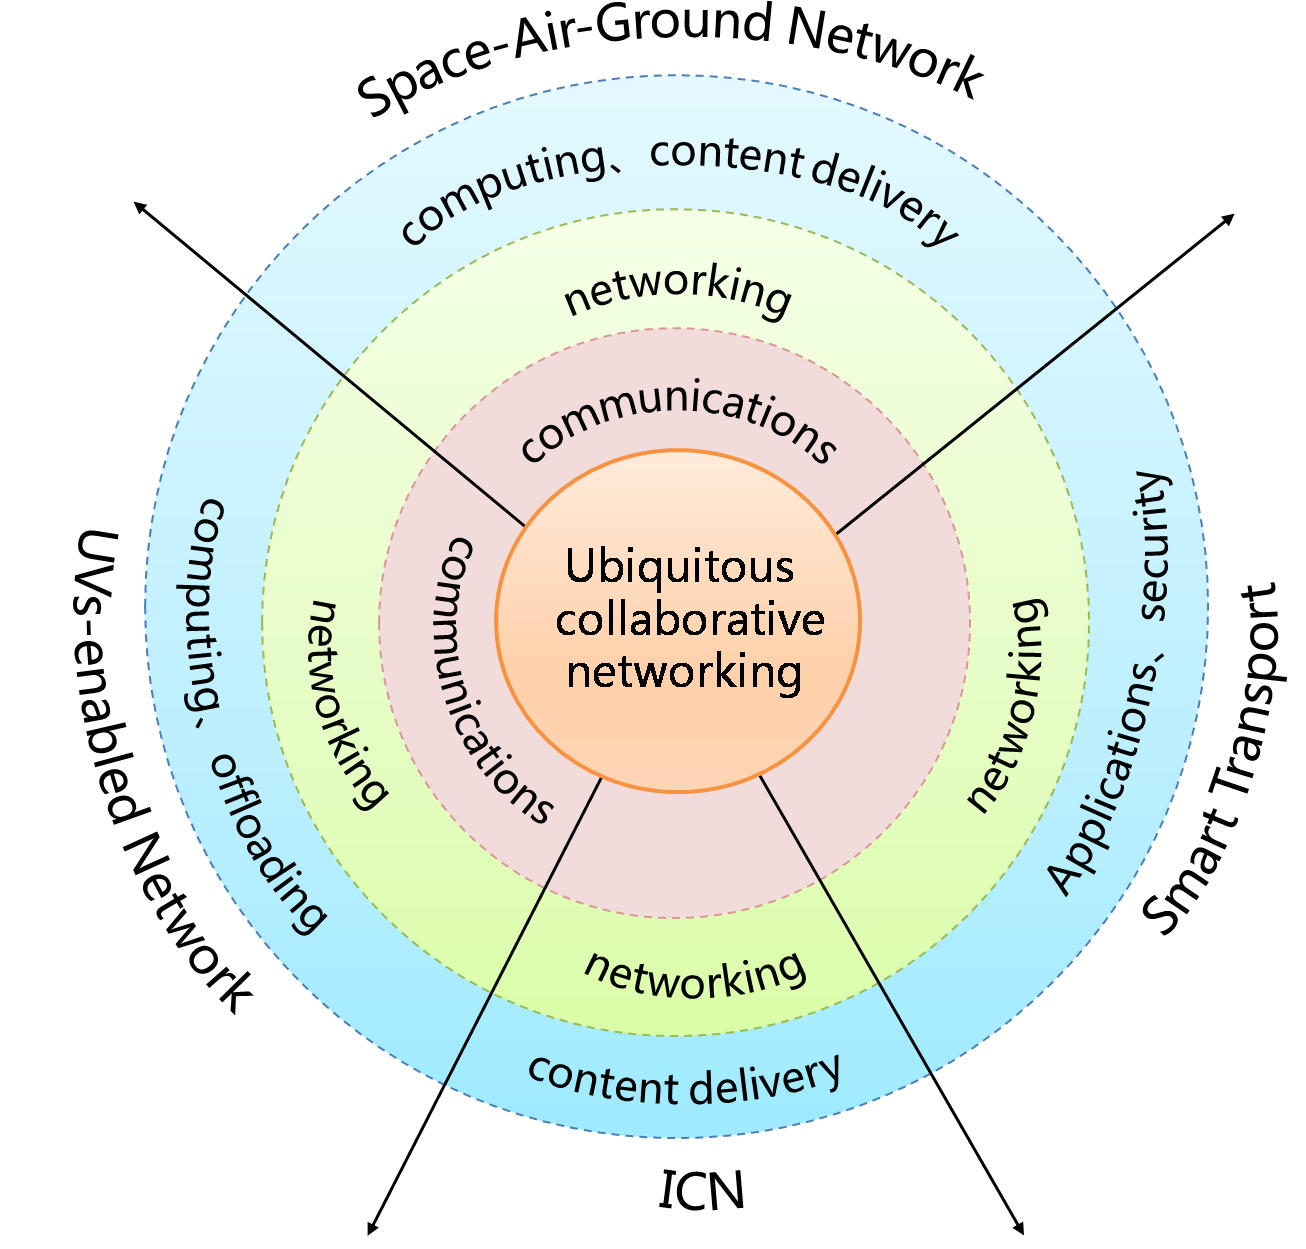 Space-Air-Ground Network
computing、content delivery
networking
communications
Ubiquitous
collaborative
networking
UVs-enabled Network
computing、offloading
networking
communications
networking
Applications、security
Smart Transport
networking
content delivery
ICN